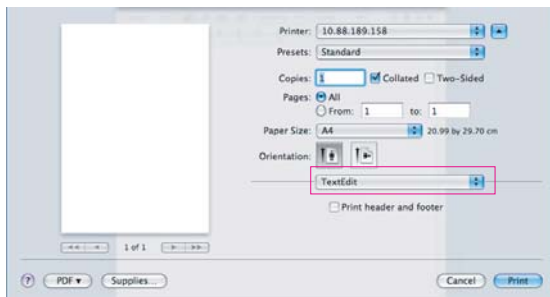 Printer: 10.88.189.158
Presets: Standard
Copies: 1 Collated Two-Sided
Pages: All
From: 1 to: 1
Paper Size: A4 20.99 by 29.70 cm
Orientation:
TextEdit
Print header and footer
1 of 1
? PDF Supplies... Cancel Print